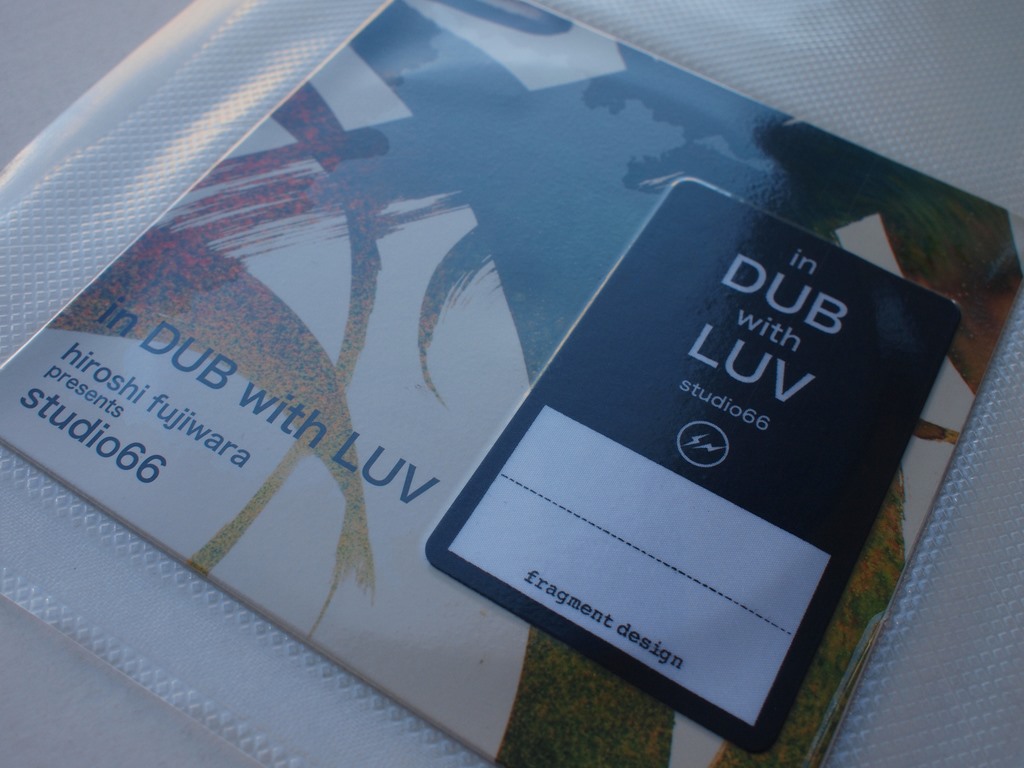 in DUB with LUV
hiroshi fujiwara
presents
studio66
in
DUB
with
LUV
studio66
fragment design